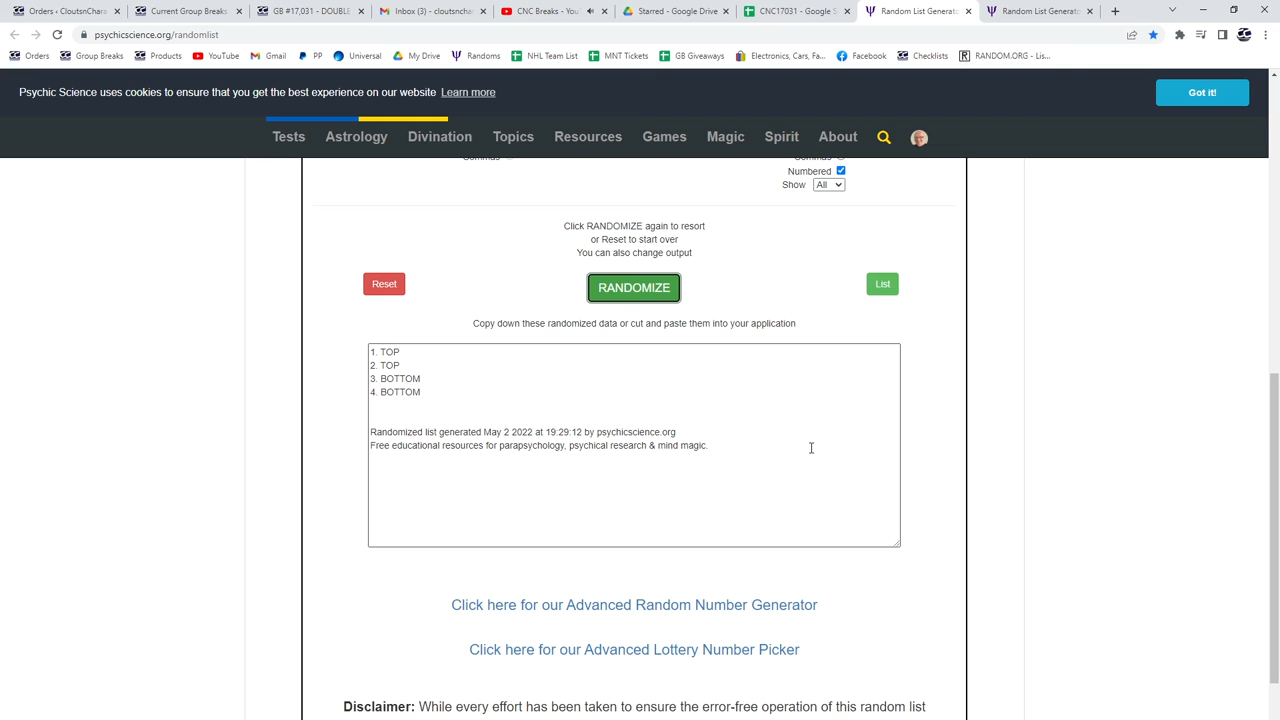 Orders ‹ CloutsnChara
Current Group Breaks
GB #17,031 - DOUBLE
Inbox (3) - cloutsnchar
CNC Breaks - You
Starred - Google Drive
CNC17031 - Google S
Random List Generator
Random List Generato
psychicscience.org/randomlist
Orders
Group Breaks
Products
YouTube
Gmail
PP
Universal
My Drive
Randoms
NHL Team List
MNT Tickets
GB Giveaways
Electronics, Cars, Fa...
Facebook
Checklists
RANDOM.ORG - Lis...
Psychic Science uses cookies to ensure that you get the best experience on our website Learn more
Got it!
Tests
Astrology
Divination
Topics
Resources
Games
Magic
Spirit
About
Commas
Commas
Numbered
Show All
Click RANDOMIZE again to resort
or Reset to start over
You can also change output
Reset
RANDOMIZE
List
Copy down these randomized data or cut and paste them into your application
1. TOP
2. TOP
3. BOTTOM
4. BOTTOM
Randomized list generated May 2 2022 at 19:29:12 by psychicscience.org
Free educational resources for parapsychology, psychical research & mind magic.
Click here for our Advanced Random Number Generator
Click here for our Advanced Lottery Number Picker
Disclaimer: While every effort has been taken to ensure the error-free operation of this random list